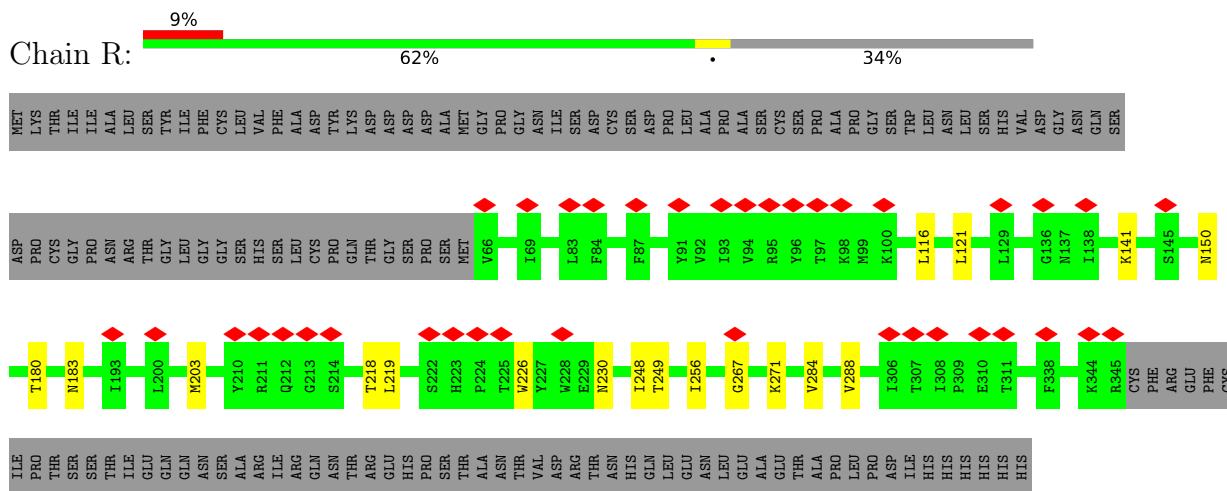 9%
Chain R:
62% • 34%
MET LYS THR ILE ILE ALA LEU SER TYR ILE PHE CYS LEU VAL PHE ALA ASP TYR LYS ASP ASP ASP ASP ALA MET GLY PRO GLY ASN ILE SER ASP CYS SER ASP PRO LEU ALA PRO ALA SER CYS SER PRO ALA PRO GLY SER TRP LEU ASN LEU SER HIS VAL ASP GLY ASN GLN SER
ASP PRO CYS GLY PRO ASN ARG THR GLY LEU GLY GLY SER HIS SER LEU CYS PRO GLN THR GLY SER PRO SER MET V66 I69 L83 F84 F87 Y91 V92 I93 V94 R95 Y96 T97 K98 M99 K100 L116 L121 L129 G136 N137 I138 K141 S145 N150
T180 N183 I193 L200 M203 Y210 R211 Q212 G213 S214 T218 L219 S222 H223 P224 T225 W226 Y227 W228 E229 N230 I248 T249 I256 G267 K271 V284 V288 I306 T307 I308 P309 E310 T311 F338 K344 R345 CYS PHE ARG GLU PHE CYS
ILE PRO THR SER SER THR ILE GLU GLN GLN ASN SER ALA ARG ILE ARG GLN ASN THR ARG GLU HIS PRO SER THR ALA ASN THR VAL ASP ARG THR ASN HIS GLN LEU GLU ASN LEU GLU ALA GLU THR ALA PRO LEU PRO ASP ILE HIS HIS HIS HIS HIS HIS